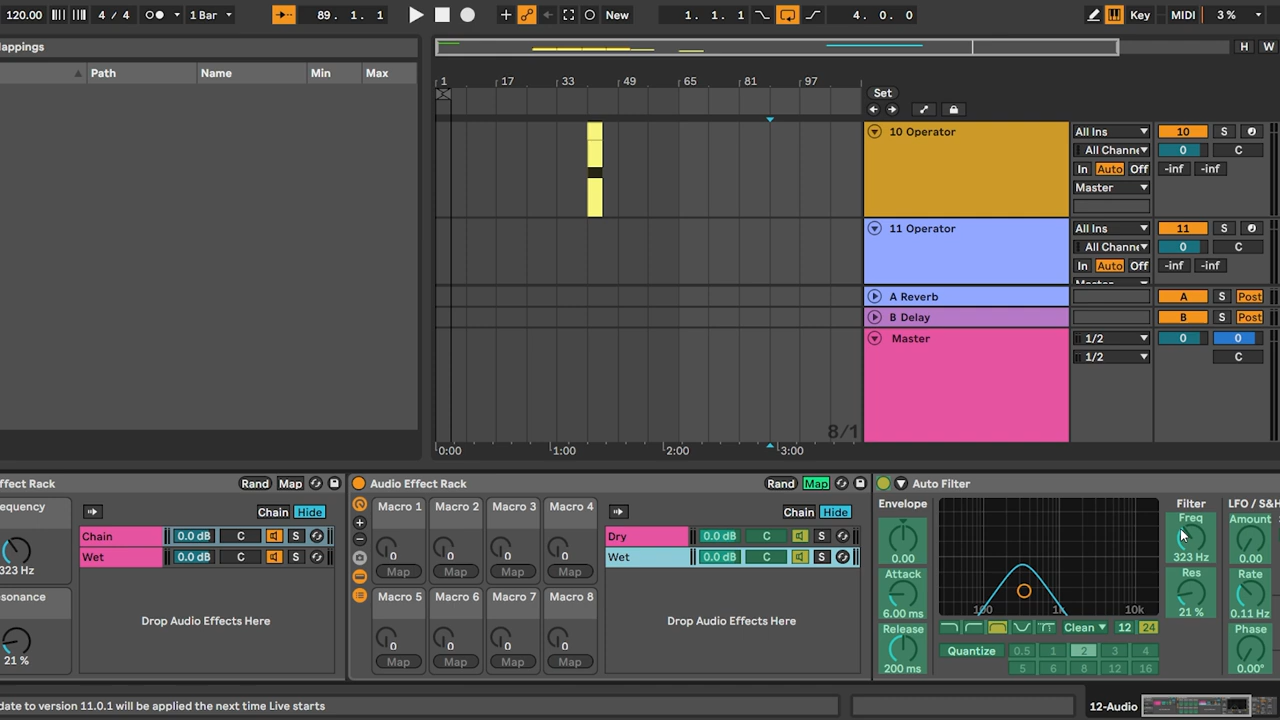 120.00 4 / 4 1 Bar 89. 1. 1 New 1. 1. 1 4. 0. 0 Key MIDI 3 %
appings
Path Name Min Max
H W
1 17 33 49 65 81 97
Set
10 Operator All Ins 10 S
All Channe 0 C
In Auto Off -inf -inf
Master
11 Operator All Ins 11 S
All Channe 0 C
In Auto Off -inf -inf
A Reverb A S Post
B Delay B S Post
Master 1/2 0 0
1/2 C
8/1
0:00 1:00 2:00 3:00
ffect Rack Rand Map
equency
323 Hz
esonance
21 %
Chain Hide
Chain 0.0 dB C S
Wet 0.0 dB C S
Drop Audio Effects Here
Audio Effect Rack Rand Map
Macro 1 Macro 2 Macro 3 Macro 4
0 0 0 0
Map Map Map Map
Macro 5 Macro 6 Macro 7 Macro 8
0 0 0 0
Map Map Map Map
Chain Hide
Dry 0.0 dB C S
Wet 0.0 dB C S
Drop Audio Effects Here
Auto Filter
Envelope
0.00
Attack
6.00 ms
Release
200 ms
100 1k 10k
Clean 12 24
Quantize 0.5 1 2 3 4
5 6 8 12 16
Filter
Freq
323 Hz
Res
21 %
LFO / S&H
Amount
0.00
Rate
0.11 Hz
Phase
0.00°
date to version 11.0.1 will be applied the next time Live starts
12-Audio